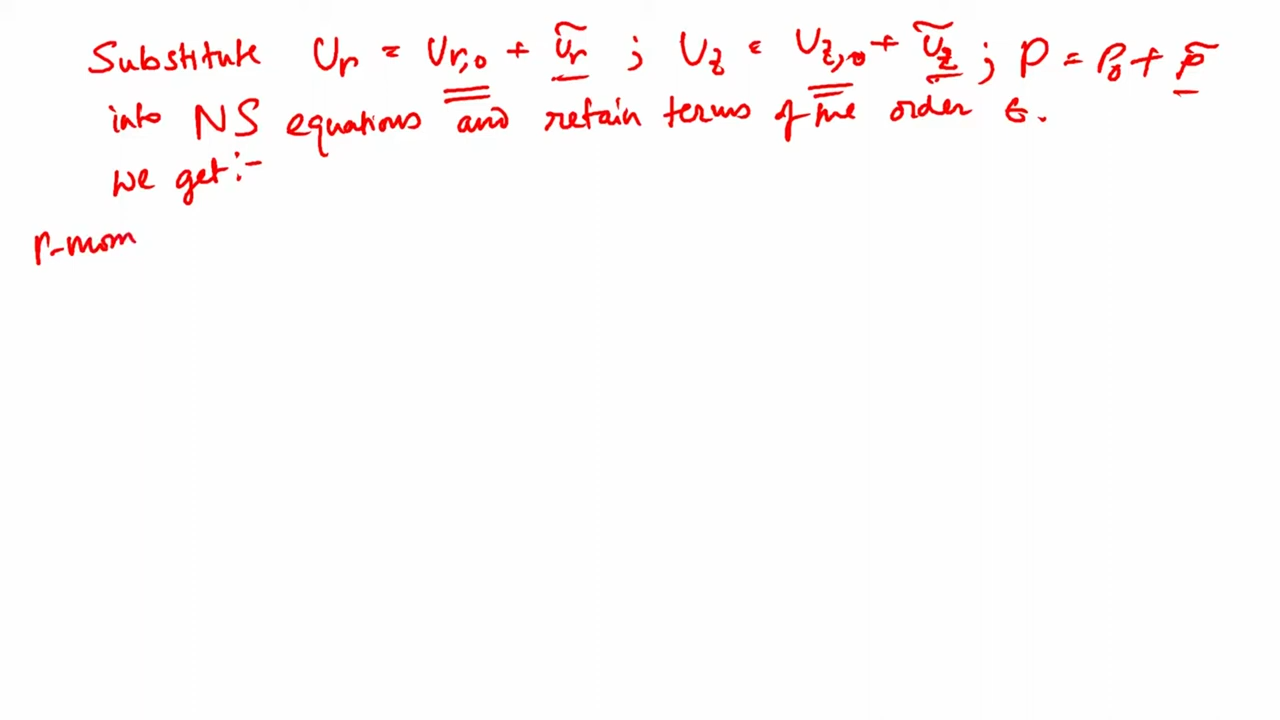 Substitute Ur = Ur,0 + ũr ; Uz = Uz,0 + Ũz ; P = P0 + p̃
into NS equations and retain terms of the order ϵ.
we get :-
r-mom